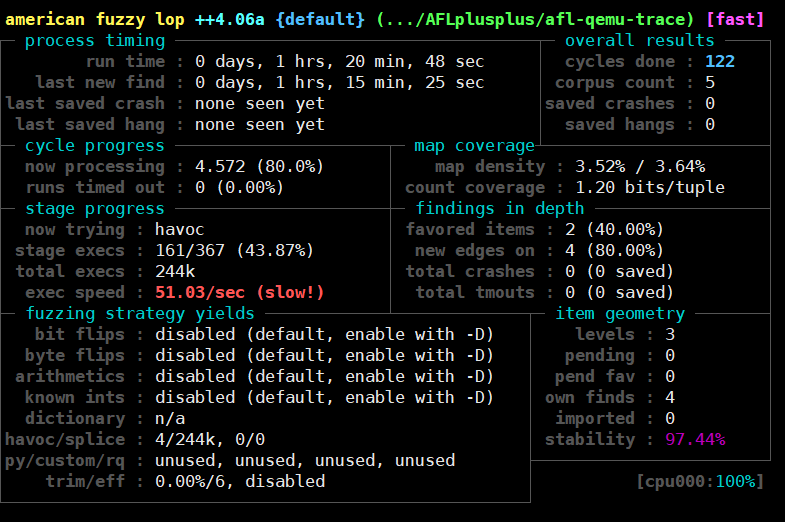 american fuzzy lop ++4.06a {default} (.../AFLplusplus/afl-qemu-trace) [fast]
process timing overall results
run time : 0 days, 1 hrs, 20 min, 48 sec cycles done : 122
last new find : 0 days, 1 hrs, 15 min, 25 sec corpus count : 5
last saved crash : none seen yet saved crashes : 0
last saved hang : none seen yet saved hangs : 0
cycle progress map coverage
now processing : 4.572 (80.0%) map density : 3.52% / 3.64%
runs timed out : 0 (0.00%) count coverage : 1.20 bits/tuple
stage progress findings in depth
now trying : havoc favored items : 2 (40.00%)
stage execs : 161/367 (43.87%) new edges on : 4 (80.00%)
total execs : 244k total crashes : 0 (0 saved)
exec speed : 51.03/sec (slow!) total tmouts : 0 (0 saved)
fuzzing strategy yields item geometry
bit flips : disabled (default, enable with -D) levels : 3
byte flips : disabled (default, enable with -D) pending : 0
arithmetics : disabled (default, enable with -D) pend fav : 0
known ints : disabled (default, enable with -D) own finds : 4
dictionary : n/a imported : 0
havoc/splice : 4/244k, 0/0 stability : 97.44%
py/custom/rq : unused, unused, unused, unused
trim/eff : 0.00%/6, disabled [cpu000:100%]